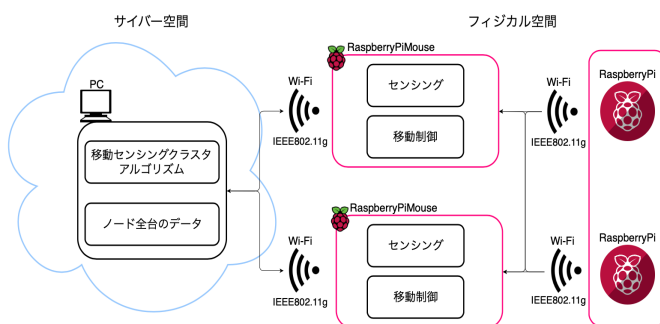 サイバー空間
フィジカル空間
PC
移動センシングクラスタ
アルゴリズム
ノード全台のデータ
Wi-Fi
IEEE802.11g
RaspberryPiMouse
センシング
移動制御
Wi-Fi
IEEE802.11g
RaspberryPi
Wi-Fi
IEEE802.11g
RaspberryPiMouse
センシング
移動制御
Wi-Fi
IEEE802.11g
RaspberryPi